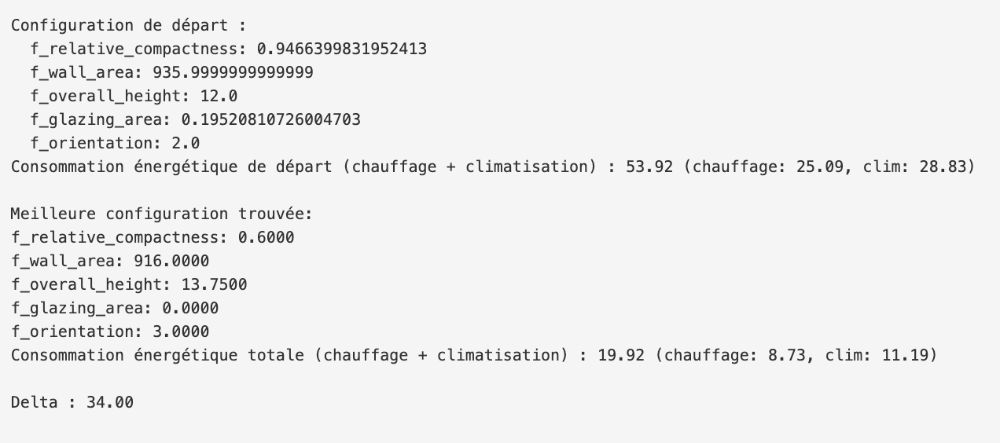 Configuration de départ :
f_relative_compactness: 0.9466399831952413
f_wall_area: 935.9999999999999
f_overall_height: 12.0
f_glazing_area: 0.19520810726004703
f_orientation: 2.0
Consommation énergétique de départ (chauffage + climatisation) : 53.92 (chauffage: 25.09, clim: 28.83)
Meilleure configuration trouvée:
f_relative_compactness: 0.6000
f_wall_area: 916.0000
f_overall_height: 13.7500
f_glazing_area: 0.0000
f_orientation: 3.0000
Consommation énergétique totale (chauffage + climatisation) : 19.92 (chauffage: 8.73, clim: 11.19)
Delta : 34.00